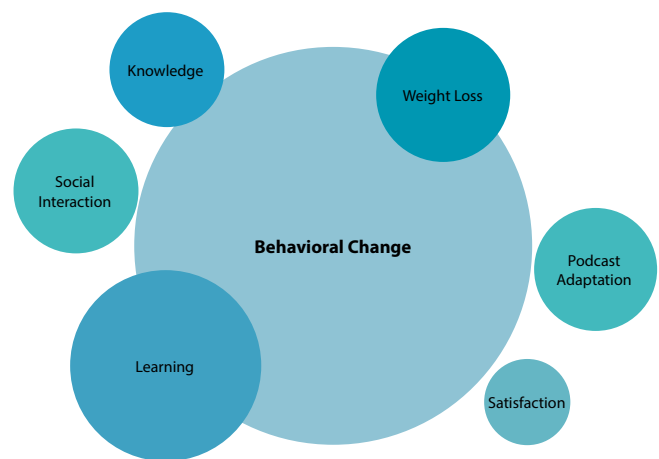 Knowledge
Weight Loss
Social
Interaction
Behavioral Change
Podcast
Adaptation
Learning
Satisfaction